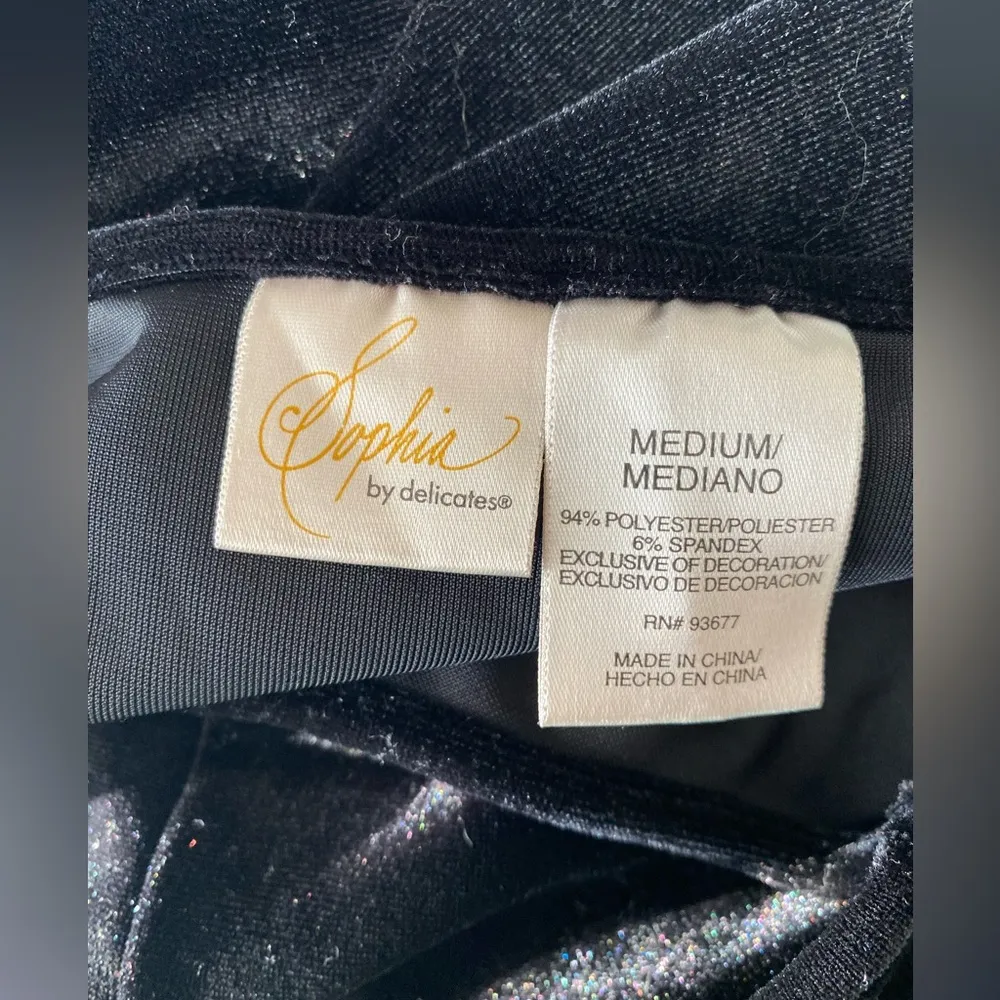 Sophia
by delicates®
MEDIUM/
MEDIANO
94% POLYESTER/POLIESTER
6% SPANDEX
EXCLUSIVE OF DECORATION/
EXCLUSIVO DE DECORACION
RN# 93677
MADE IN CHINA/
HECHO EN CHINA